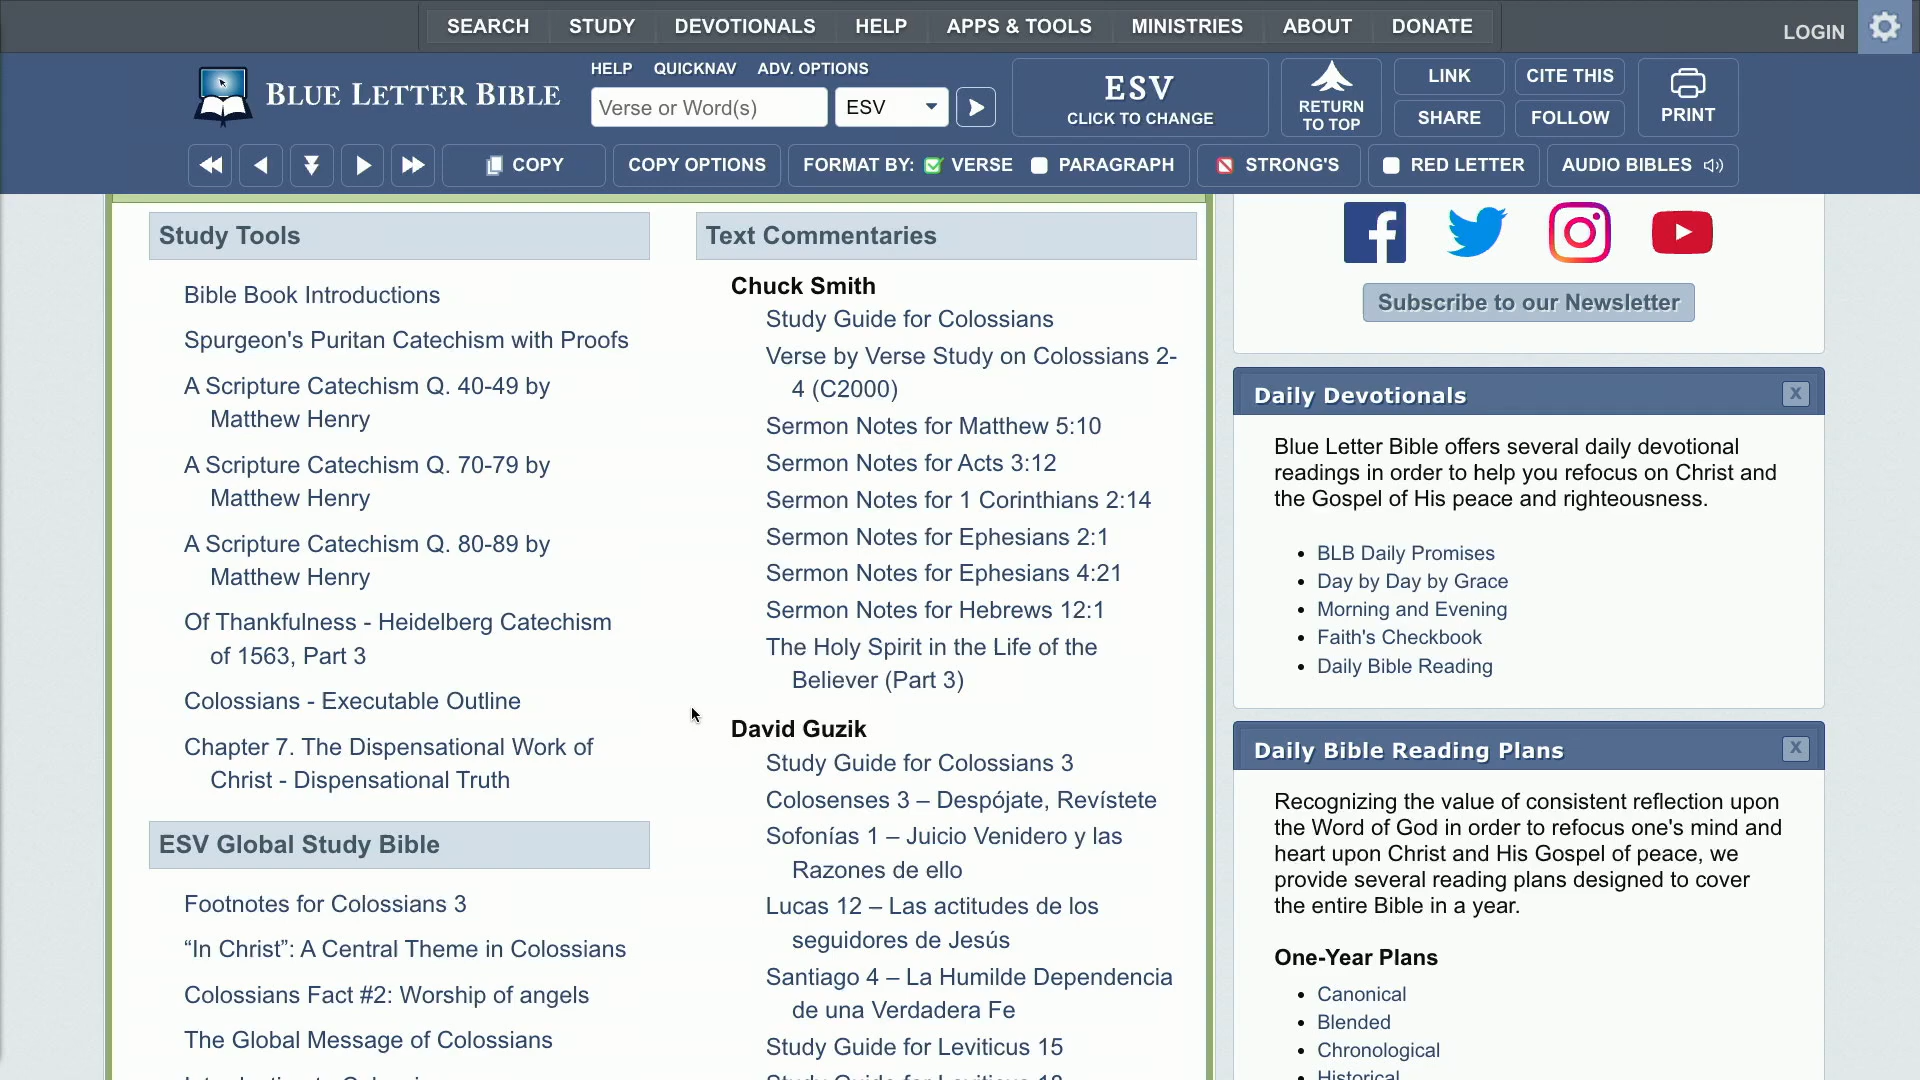 SEARCH STUDY DEVOTIONALS HELP APPS & TOOLS MINISTRIES ABOUT DONATE LOGIN
BLUE LETTER BIBLE
HELP QUICKNAV ADV. OPTIONS
Verse or Word(s) ESV
ESV
CLICK TO CHANGE
RETURN
TO TOP
LINK CITE THIS
SHARE FOLLOW
PRINT
COPY COPY OPTIONS FORMAT BY: VERSE PARAGRAPH STRONG'S RED LETTER AUDIO BIBLES
Study Tools
Bible Book Introductions
Spurgeon's Puritan Catechism with Proofs
A Scripture Catechism Q. 40-49 by
Matthew Henry
A Scripture Catechism Q. 70-79 by
Matthew Henry
A Scripture Catechism Q. 80-89 by
Matthew Henry
Of Thankfulness - Heidelberg Catechism
of 1563, Part 3
Colossians - Executable Outline
Chapter 7. The Dispensational Work of
Christ - Dispensational Truth
ESV Global Study Bible
Footnotes for Colossians 3
“In Christ”: A Central Theme in Colossians
Colossians Fact #2: Worship of angels
The Global Message of Colossians
Text Commentaries
Chuck Smith
Study Guide for Colossians
Verse by Verse Study on Colossians 2-
4 (C2000)
Sermon Notes for Matthew 5:10
Sermon Notes for Acts 3:12
Sermon Notes for 1 Corinthians 2:14
Sermon Notes for Ephesians 2:1
Sermon Notes for Ephesians 4:21
Sermon Notes for Hebrews 12:1
The Holy Spirit in the Life of the
Believer (Part 3)
David Guzik
Study Guide for Colossians 3
Colosenses 3 – Despójate, Revístete
Sofonías 1 – Juicio Venidero y las
Razones de ello
Lucas 12 – Las actitudes de los
seguidores de Jesús
Santiago 4 – La Humilde Dependencia
de una Verdadera Fe
Study Guide for Leviticus 15
Subscribe to our Newsletter
Daily Devotionals X
Blue Letter Bible offers several daily devotional
readings in order to help you refocus on Christ and
the Gospel of His peace and righteousness.
• BLB Daily Promises
• Day by Day by Grace
• Morning and Evening
• Faith's Checkbook
• Daily Bible Reading
Daily Bible Reading Plans X
Recognizing the value of consistent reflection upon
the Word of God in order to refocus one's mind and
heart upon Christ and His Gospel of peace, we
provide several reading plans designed to cover
the entire Bible in a year.
One-Year Plans
• Canonical
• Blended
• Chronological
• Historical